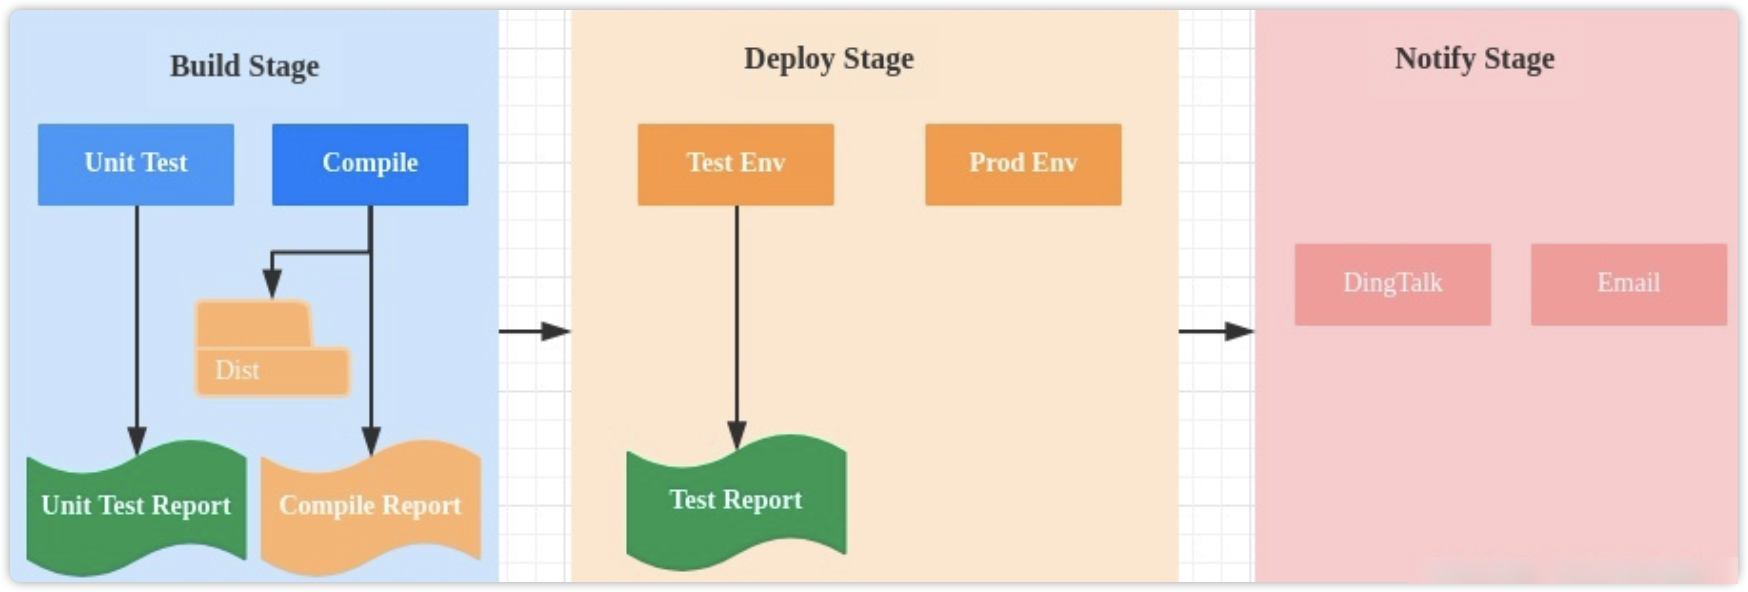 Build Stage
Unit Test
Compile
Dist
Unit Test Report
Compile Report
Deploy Stage
Test Env
Prod Env
Test Report
Notify Stage
DingTalk
Email